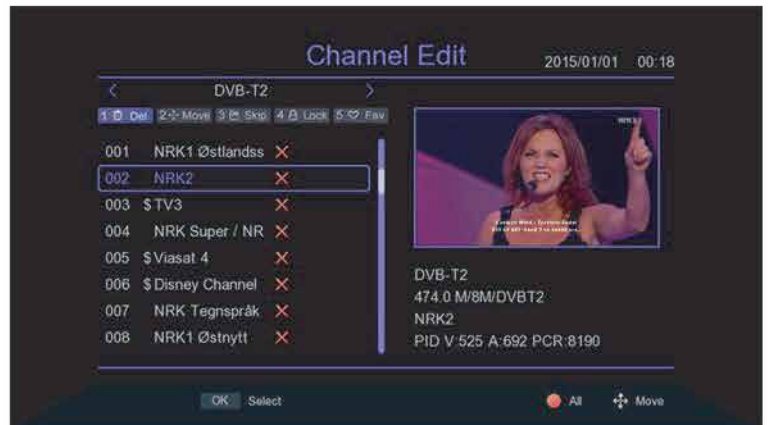 Channel Edit
2015/01/01 00:18
DVB-T2
1 Del 2 Move 3 Skip 4 Lock 5 Fav
001 NRK1 Østlandss
002 NRK2
003 $ TV3
004 NRK Super / NR
005 $ Viasat 4
006 $ Disney Channel
007 NRK Tegnspråk
008 NRK1 Østnytt
DVB-T2
474.0 M/8M/DVBT2
NRK2
PID V:525 A:692 PCR:8190
OK Select
All Move